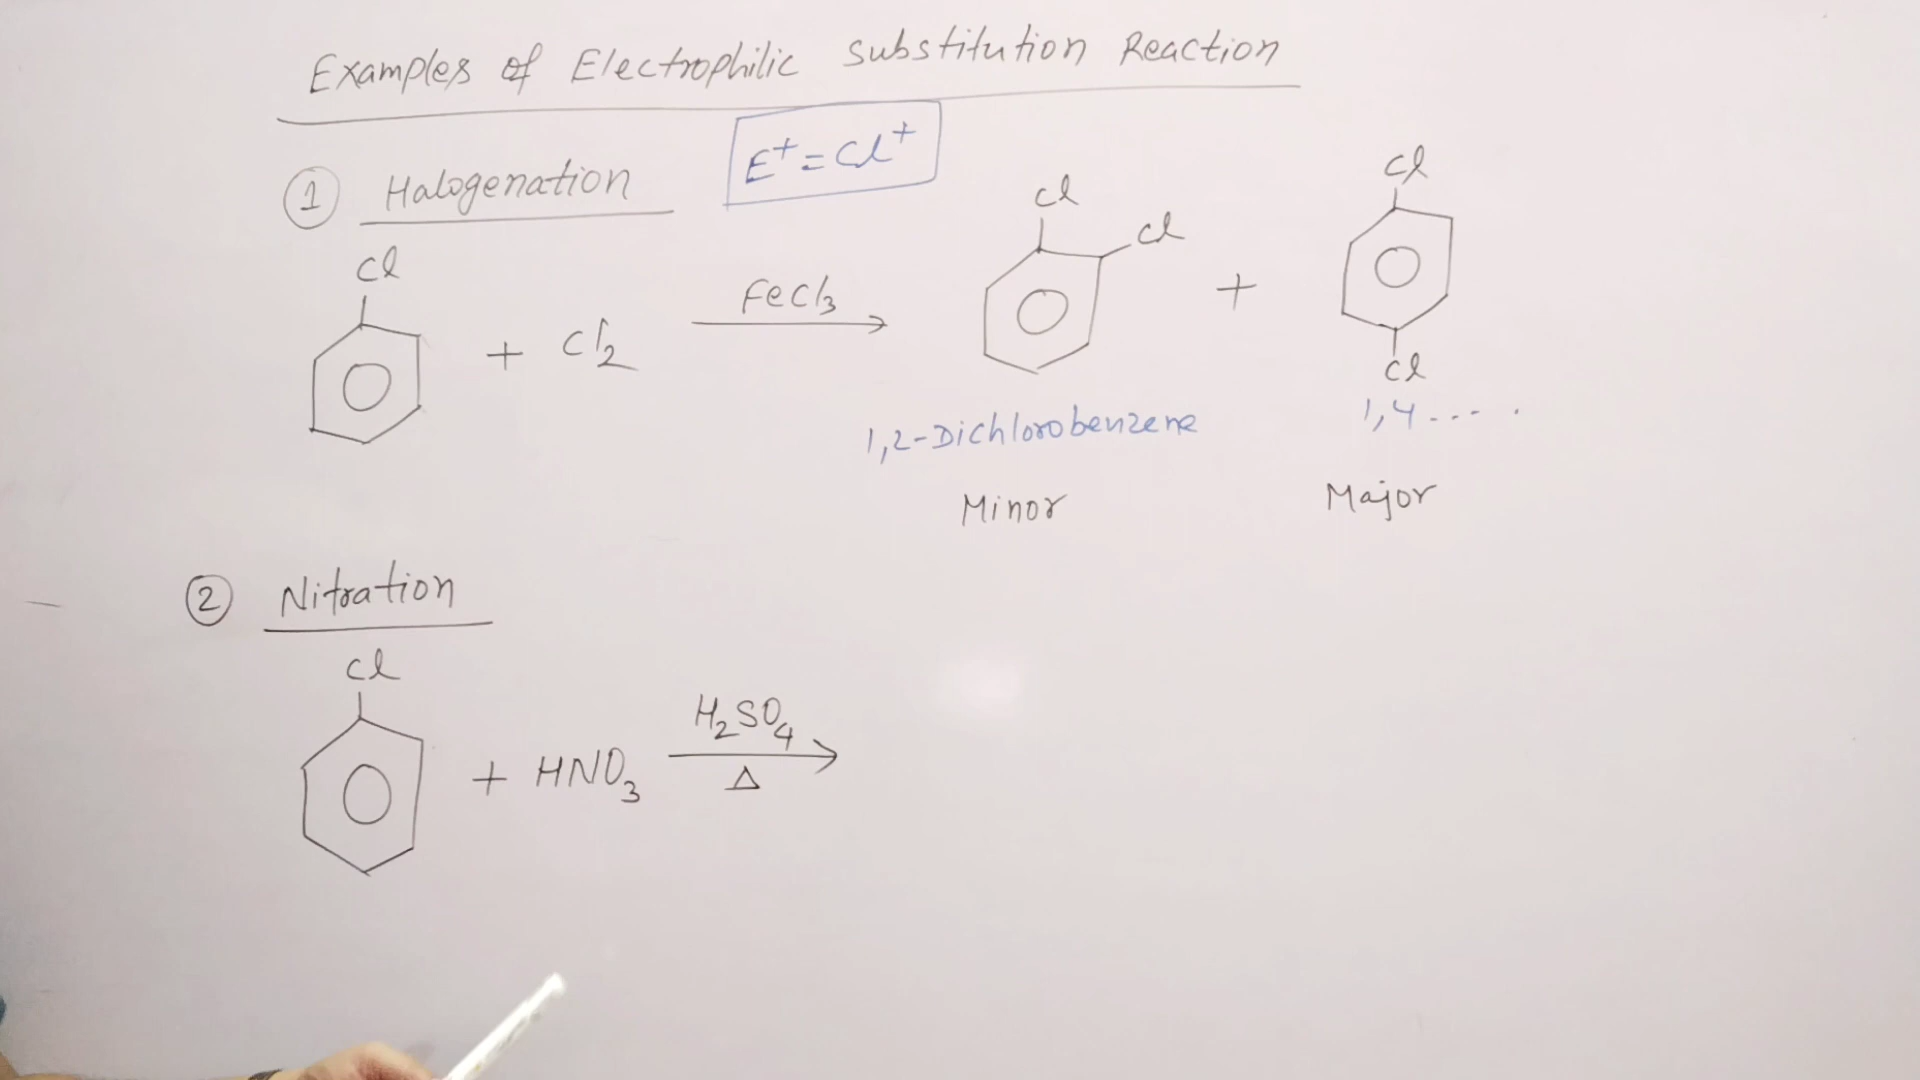 Examples of Electrophilic Substitution Reaction
E+ = Cl+
1 Halogenation
Cl
+ Cl2
FeCl3
Cl
Cl
+
Cl
Cl
1,2-Dichlorobenzene
1,4-....
Minor
Major
2 Nitration
Cl
+ HNO3
H2SO4
Δ